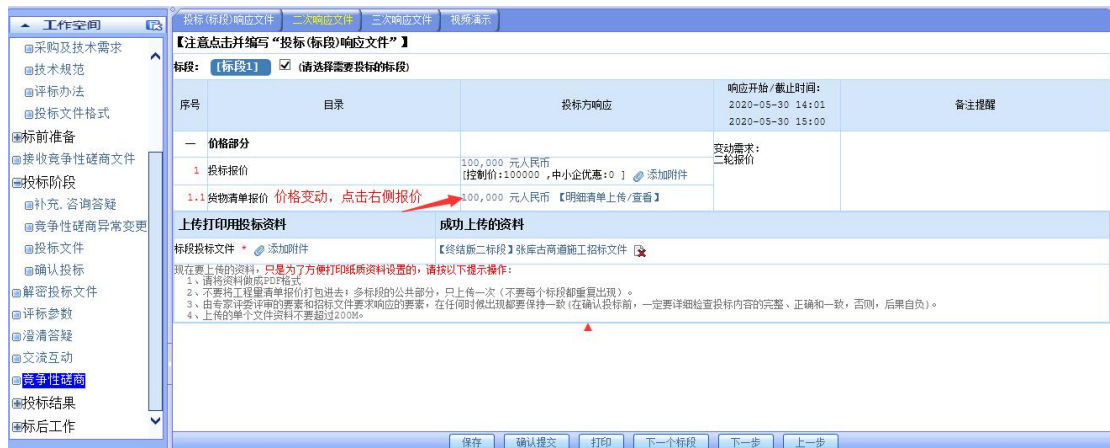 工作空间
采购及技术需求
技术规范
评标办法
投标文件格式
标前准备
接收竞争性磋商文件
投标阶段
补充.咨询答疑
竞争性磋商异常变更
投标文件
确认投标
解密投标文件
评标参数
澄清答疑
交流互动
竞争性磋商
投标结果
标后工作
投标(标段)响应文件 二次响应文件 三次响应文件 视频演示
【注意点击并编写“投标(标段)响应文件”】
标段: [标段1] (请选择需要投标的标段)
序号 目录 投标方响应 响应开始/截止时间: 2020-05-30 14:01 2020-05-30 15:00 备注提醒
一 价格部分 变动需求: 二轮报价
1 投标报价 100,000 元人民币
[控制价:100000 ,中小企优惠:0 ] 添加附件
1.1 货物清单报价 价格变动，点击右侧报价 100,000 元人民币 【明细清单上传/查看】
上传打印用投标资料 成功上传的资料
标段投标文件 * 添加附件 【终结版二标段】张库古商道施工招标文件
现在要上传的资料，只是为了方便打印纸质资料设置的，请按以下提示操作:
1、请将资料做成PDF格式
2、不要将工程量清单报价打包进去! 多标段的公共部分，只上传一次（不要每个标段都重复出现）。
3、由专家评委评审的要素和招标文件要求响应的要素，在任何时候出现都要保持一致(在确认投标前，一定要详细检查投标内容的完整、正确和一致，否则，后果自负)。
4、上传的单个文件资料不要超过200M。
保存 确认提交 打印 下一个标段 下一步 上一步